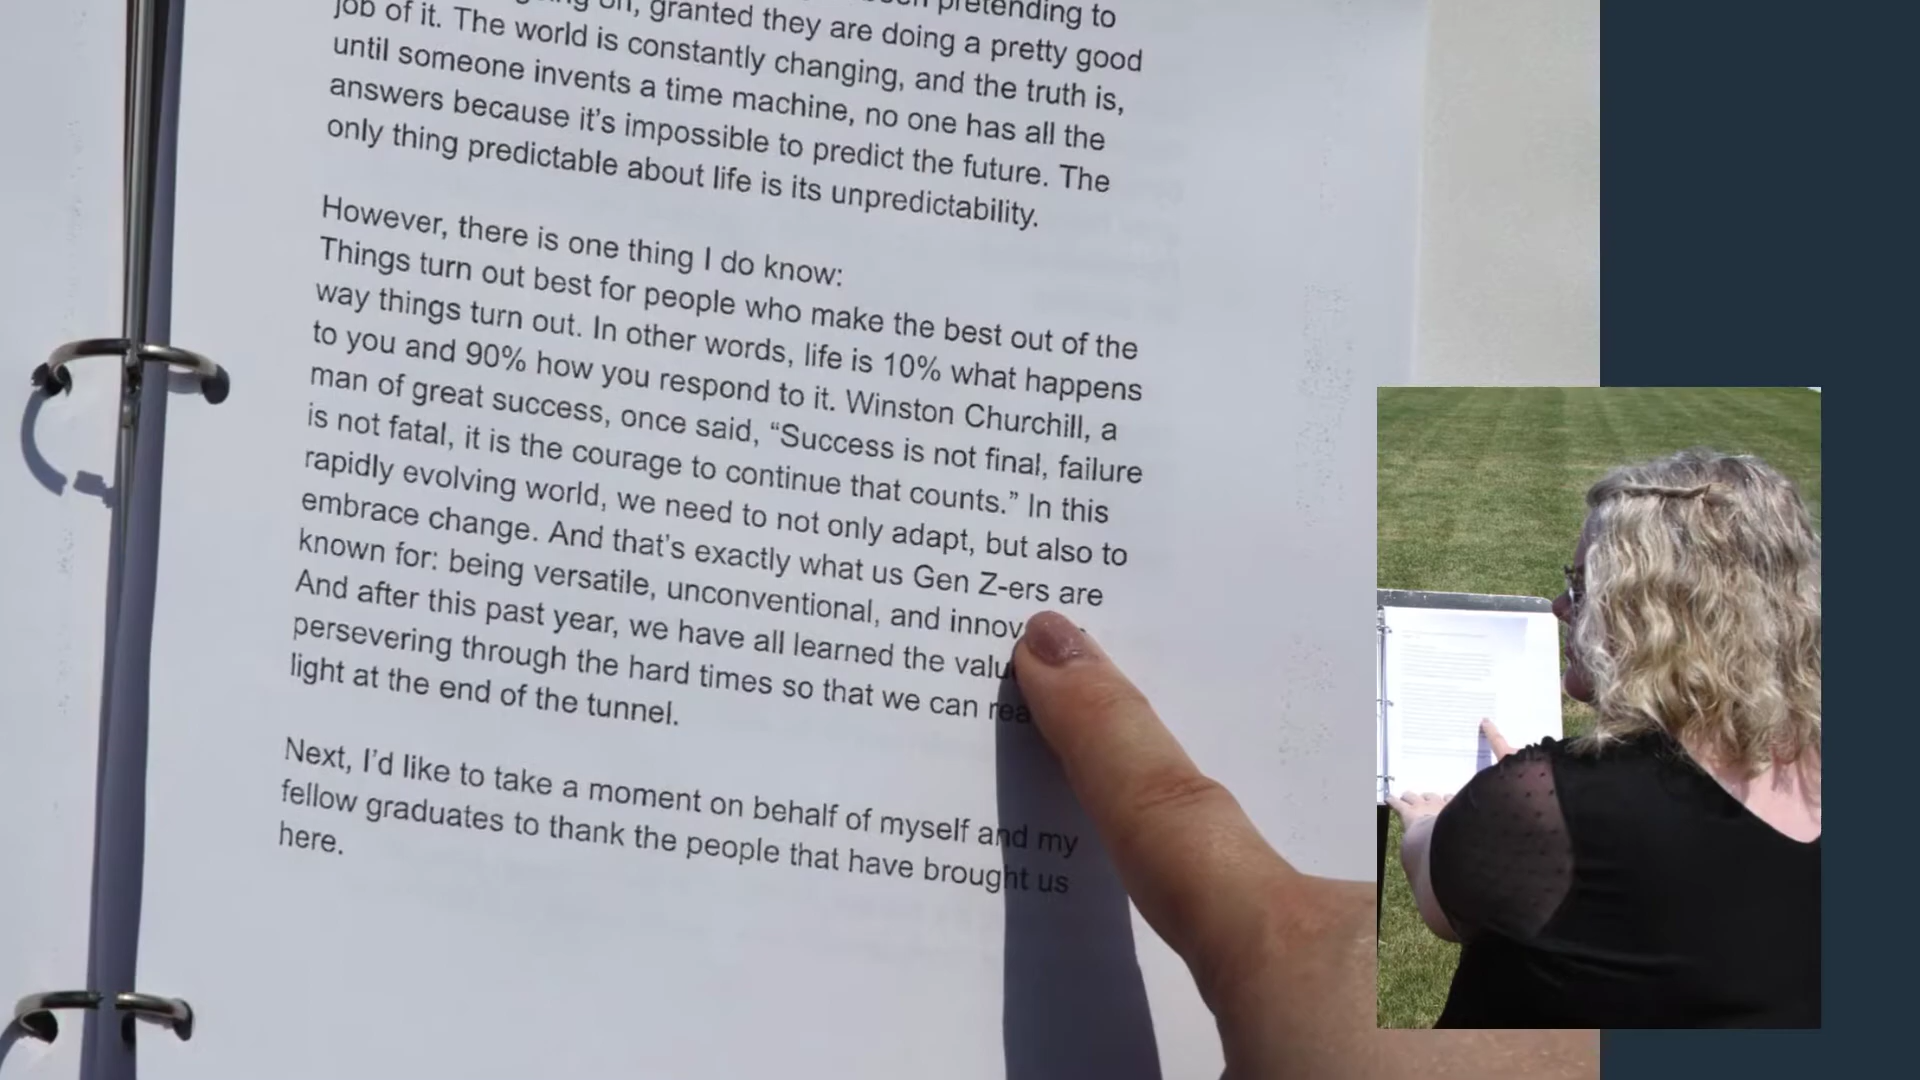 on, granted they are doing a pretty good
pretending to
job of it. The world is constantly changing, and the truth is,
until someone invents a time machine, no one has all the
answers because it’s impossible to predict the future. The
only thing predictable about life is its unpredictability.
However, there is one thing I do know:
Things turn out best for people who make the best out of the
way things turn out. In other words, life is 10% what happens
to you and 90% how you respond to it. Winston Churchill, a
man of great success, once said, “Success is not final, failure
is not fatal, it is the courage to continue that counts.” In this
rapidly evolving world, we need to not only adapt, but also to
embrace change. And that’s exactly what us Gen Z-ers are
known for: being versatile, unconventional, and
And after this past year, we have all learned the
persevering through the hard times so that we can
light at the end of the tunnel.
Next, I’d like to take a moment on behalf of myself and my
fellow graduates to thank the people that have brought us
here.